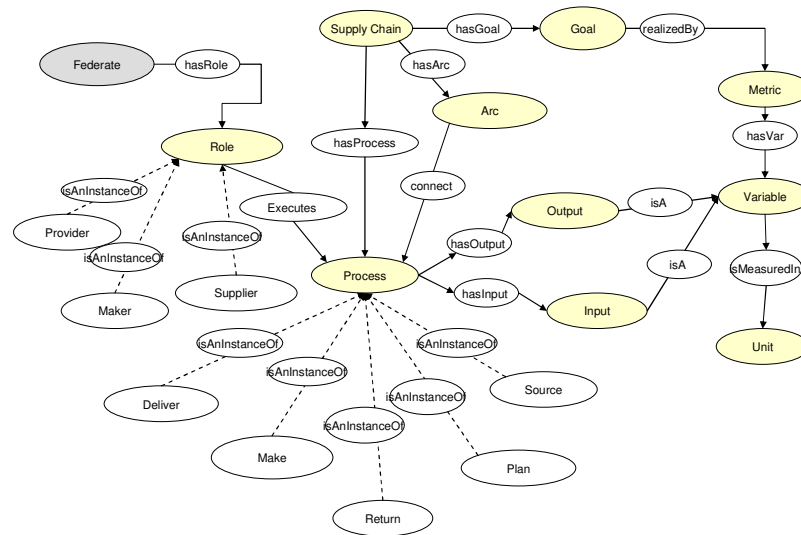 Supply Chain
hasGoal
Goal
realizedBy
Federate
hasRole
hasArc
Metric
Arc
hasVar
Role
hasProcess
isAnInstanceOf
connect
Variable
Executes
Output
isA
Provider
isAnInstanceOf
hasOutput
isAnInstanceOf
isA
isMeasuredIn
Process
Supplier
hasInput
Maker
Input
isAnInstanceOf
isAnInstanceOf
Unit
isAnInstanceOf
Source
isAnInstanceOf
Deliver
isAnInstanceOf
Make
Plan
Return